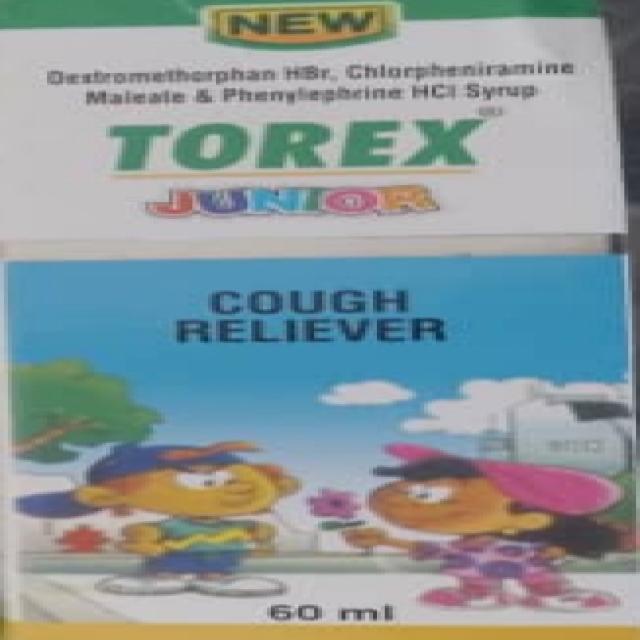 NEW
Dextromethorphan HBr, Chlorpheniramine
Maleate & Phenylephrine HCl Syrup
TOREX
JUNIOR
COUGH
RELIEVER
60 ml